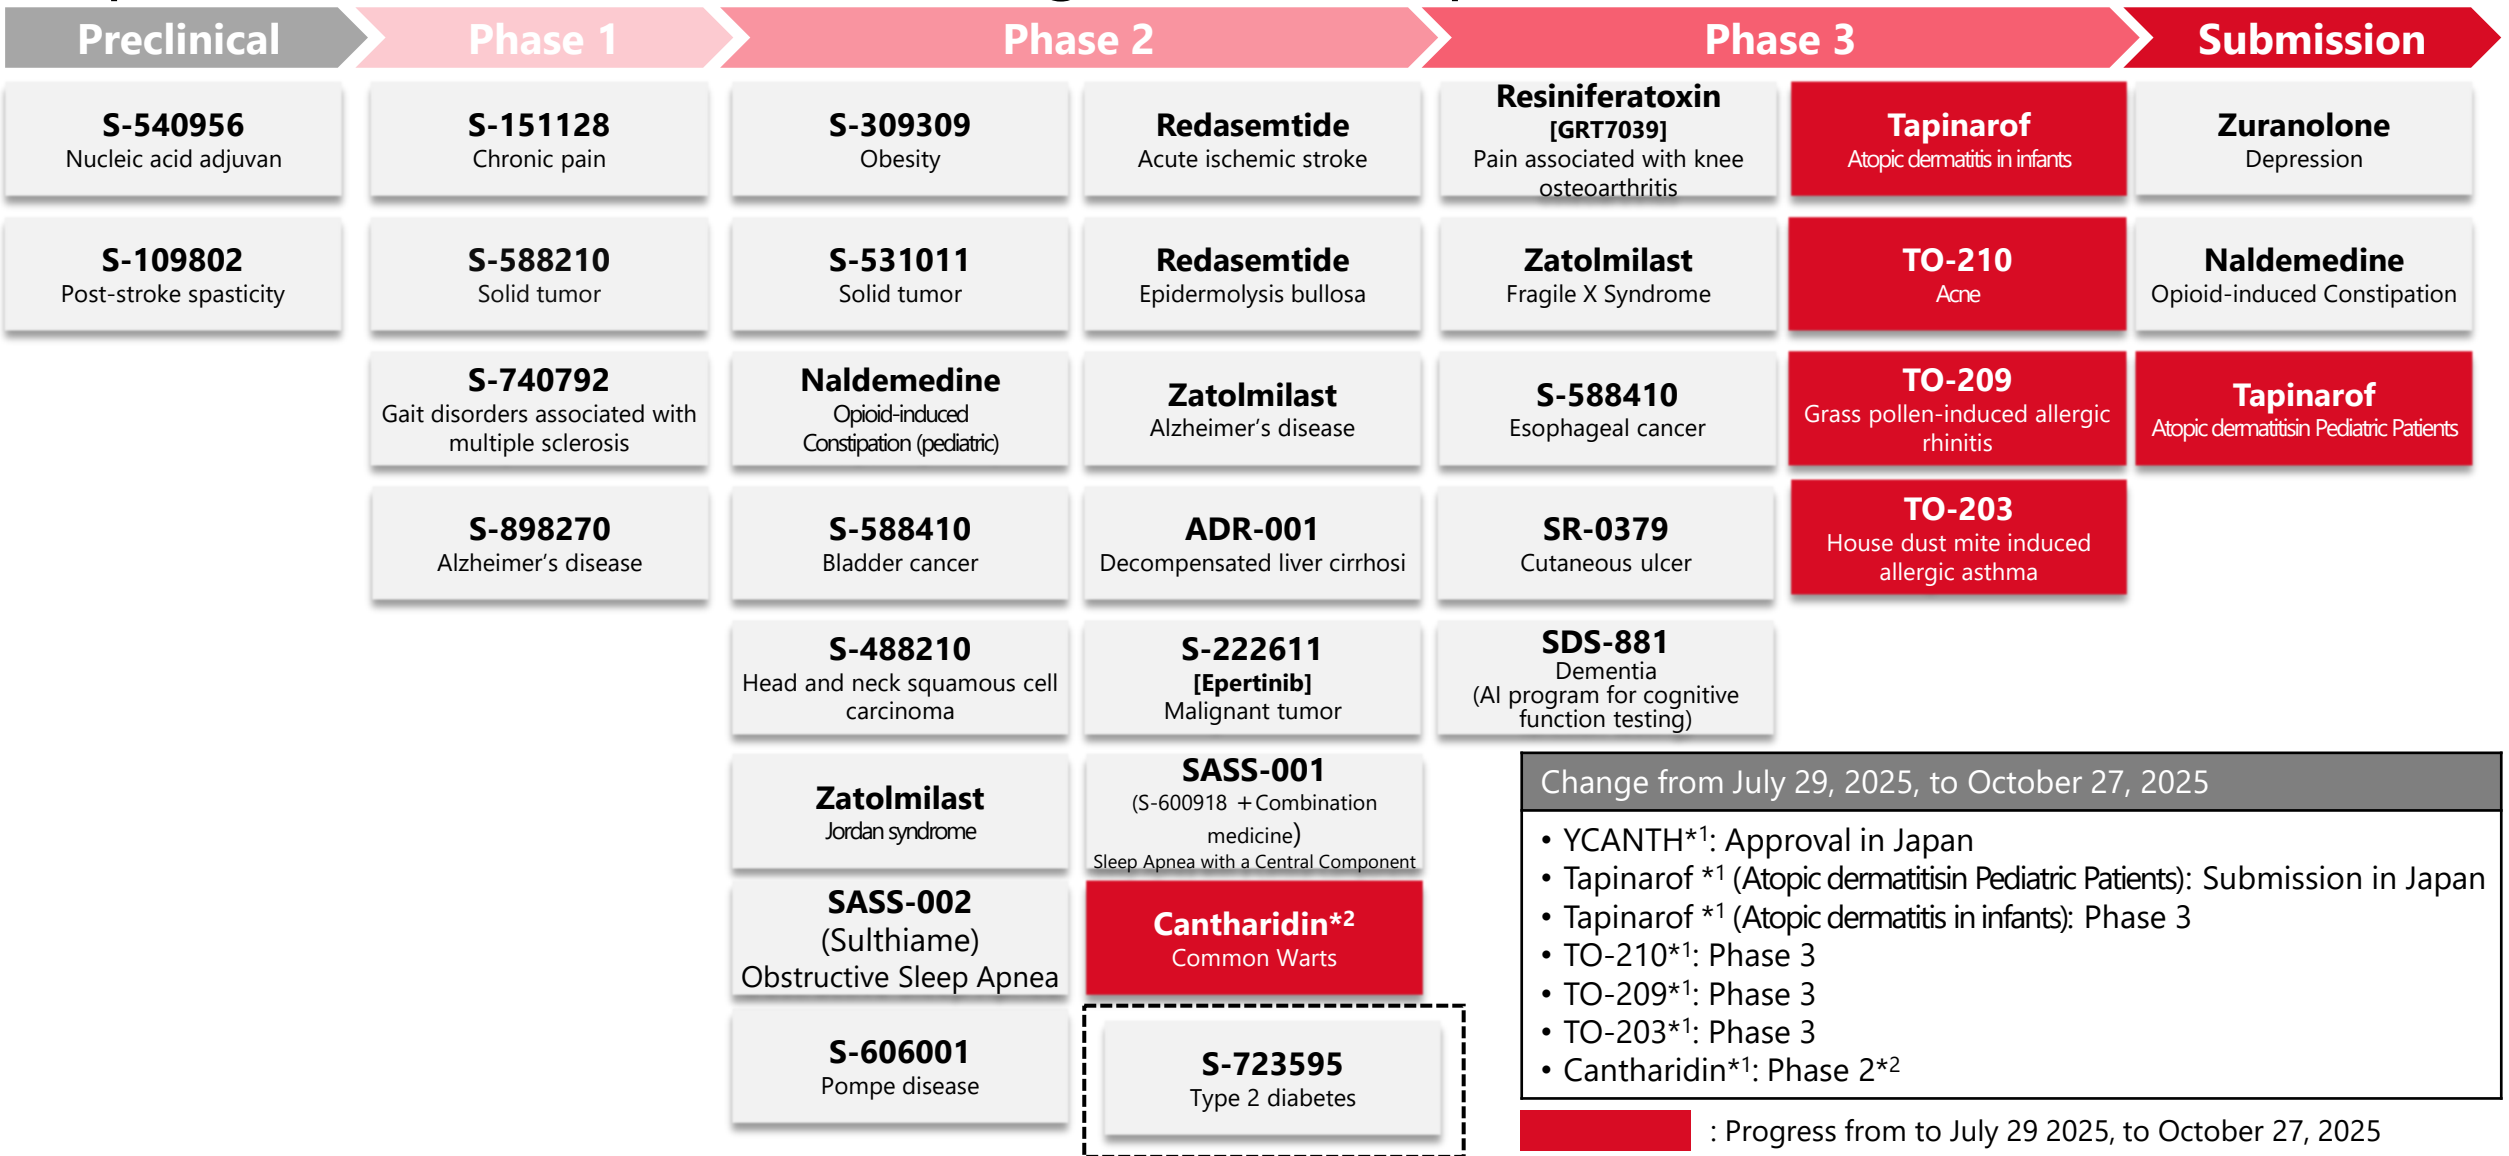 Preclinical
Phase 1
Phase 2
Phase 3
Submission
S-540956
Nucleic acid adjuvan
S-109802
Post-stroke spasticity
S-151128
Chronic pain
S-588210
Solid tumor
S-740792
Gait disorders associated with
multiple sclerosis
S-898270
Alzheimer’s disease
S-309309
Obesity
S-531011
Solid tumor
Naldemedine
Opioid-induced
Constipation (pediatric)
S-588410
Bladder cancer
S-488210
Head and neck squamous cell
carcinoma
Zatolmilast
Jordan syndrome
SASS-002
(Sulthiame)
Obstructive Sleep Apnea
S-606001
Pompe disease
Redasemtide
Acute ischemic stroke
Redasemtide
Epidermolysis bullosa
Zatolmilast
Alzheimer’s disease
ADR-001
Decompensated liver cirrhosi
S-222611
[Epertinib]
Malignant tumor
SASS-001
(S-600918 +Combination
medicine)
Sleep Apnea with a Central Component
Cantharidin*2
Common Warts
S-723595
Type 2 diabetes
Resiniferatoxin
[GRT7039]
Pain associated with knee
osteoarthritis
Zatolmilast
Fragile X Syndrome
S-588410
Esophageal cancer
SR-0379
Cutaneous ulcer
SDS-881
Dementia
(AI program for cognitive
function testing)
Tapinarof
Atopic dermatitis in infants
TO-210
Acne
TO-209
Grass pollen-induced allergic
rhinitis
TO-203
House dust mite induced
allergic asthma
Zuranolone
Depression
Naldemedine
Opioid-induced Constipation
Tapinarof
Atopic dermatitisin Pediatric Patients
Change from July 29, 2025, to October 27, 2025
• YCANTH*1: Approval in Japan
• Tapinarof *1 (Atopic dermatitisin Pediatric Patients): Submission in Japan
• Tapinarof *1 (Atopic dermatitis in infants): Phase 3
• TO-210*1: Phase 3
• TO-209*1: Phase 3
• TO-203*1: Phase 3
• Cantharidin*1: Phase 2*2
: Progress from to July 29 2025, to October 27, 2025